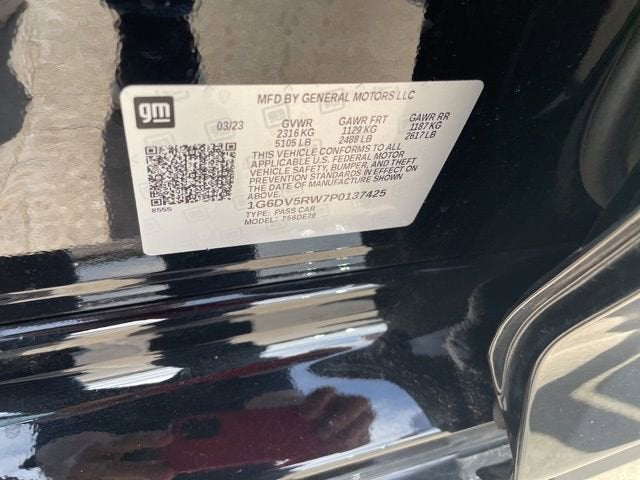 gm
MFD BY GENERAL MOTORS LLC
03/23 GVWR GAWR FRT GAWR RR
2316 KG 1129 KG 1187 KG
5105 LB 2488 LB 2617 LB
THIS VEHICLE CONFORMS TO ALL
APPLICABLE U.S. FEDERAL MOTOR
VEHICLE SAFETY, BUMPER, AND THEFT
PREVENTION STANDARDS IN EFFECT
ON THE DATE OF MANUFACTURE SHOWN
ABOVE.
1G6DV5RW7P0137425
8555
TYPE: PASS CAR
MODEL: 756DE79